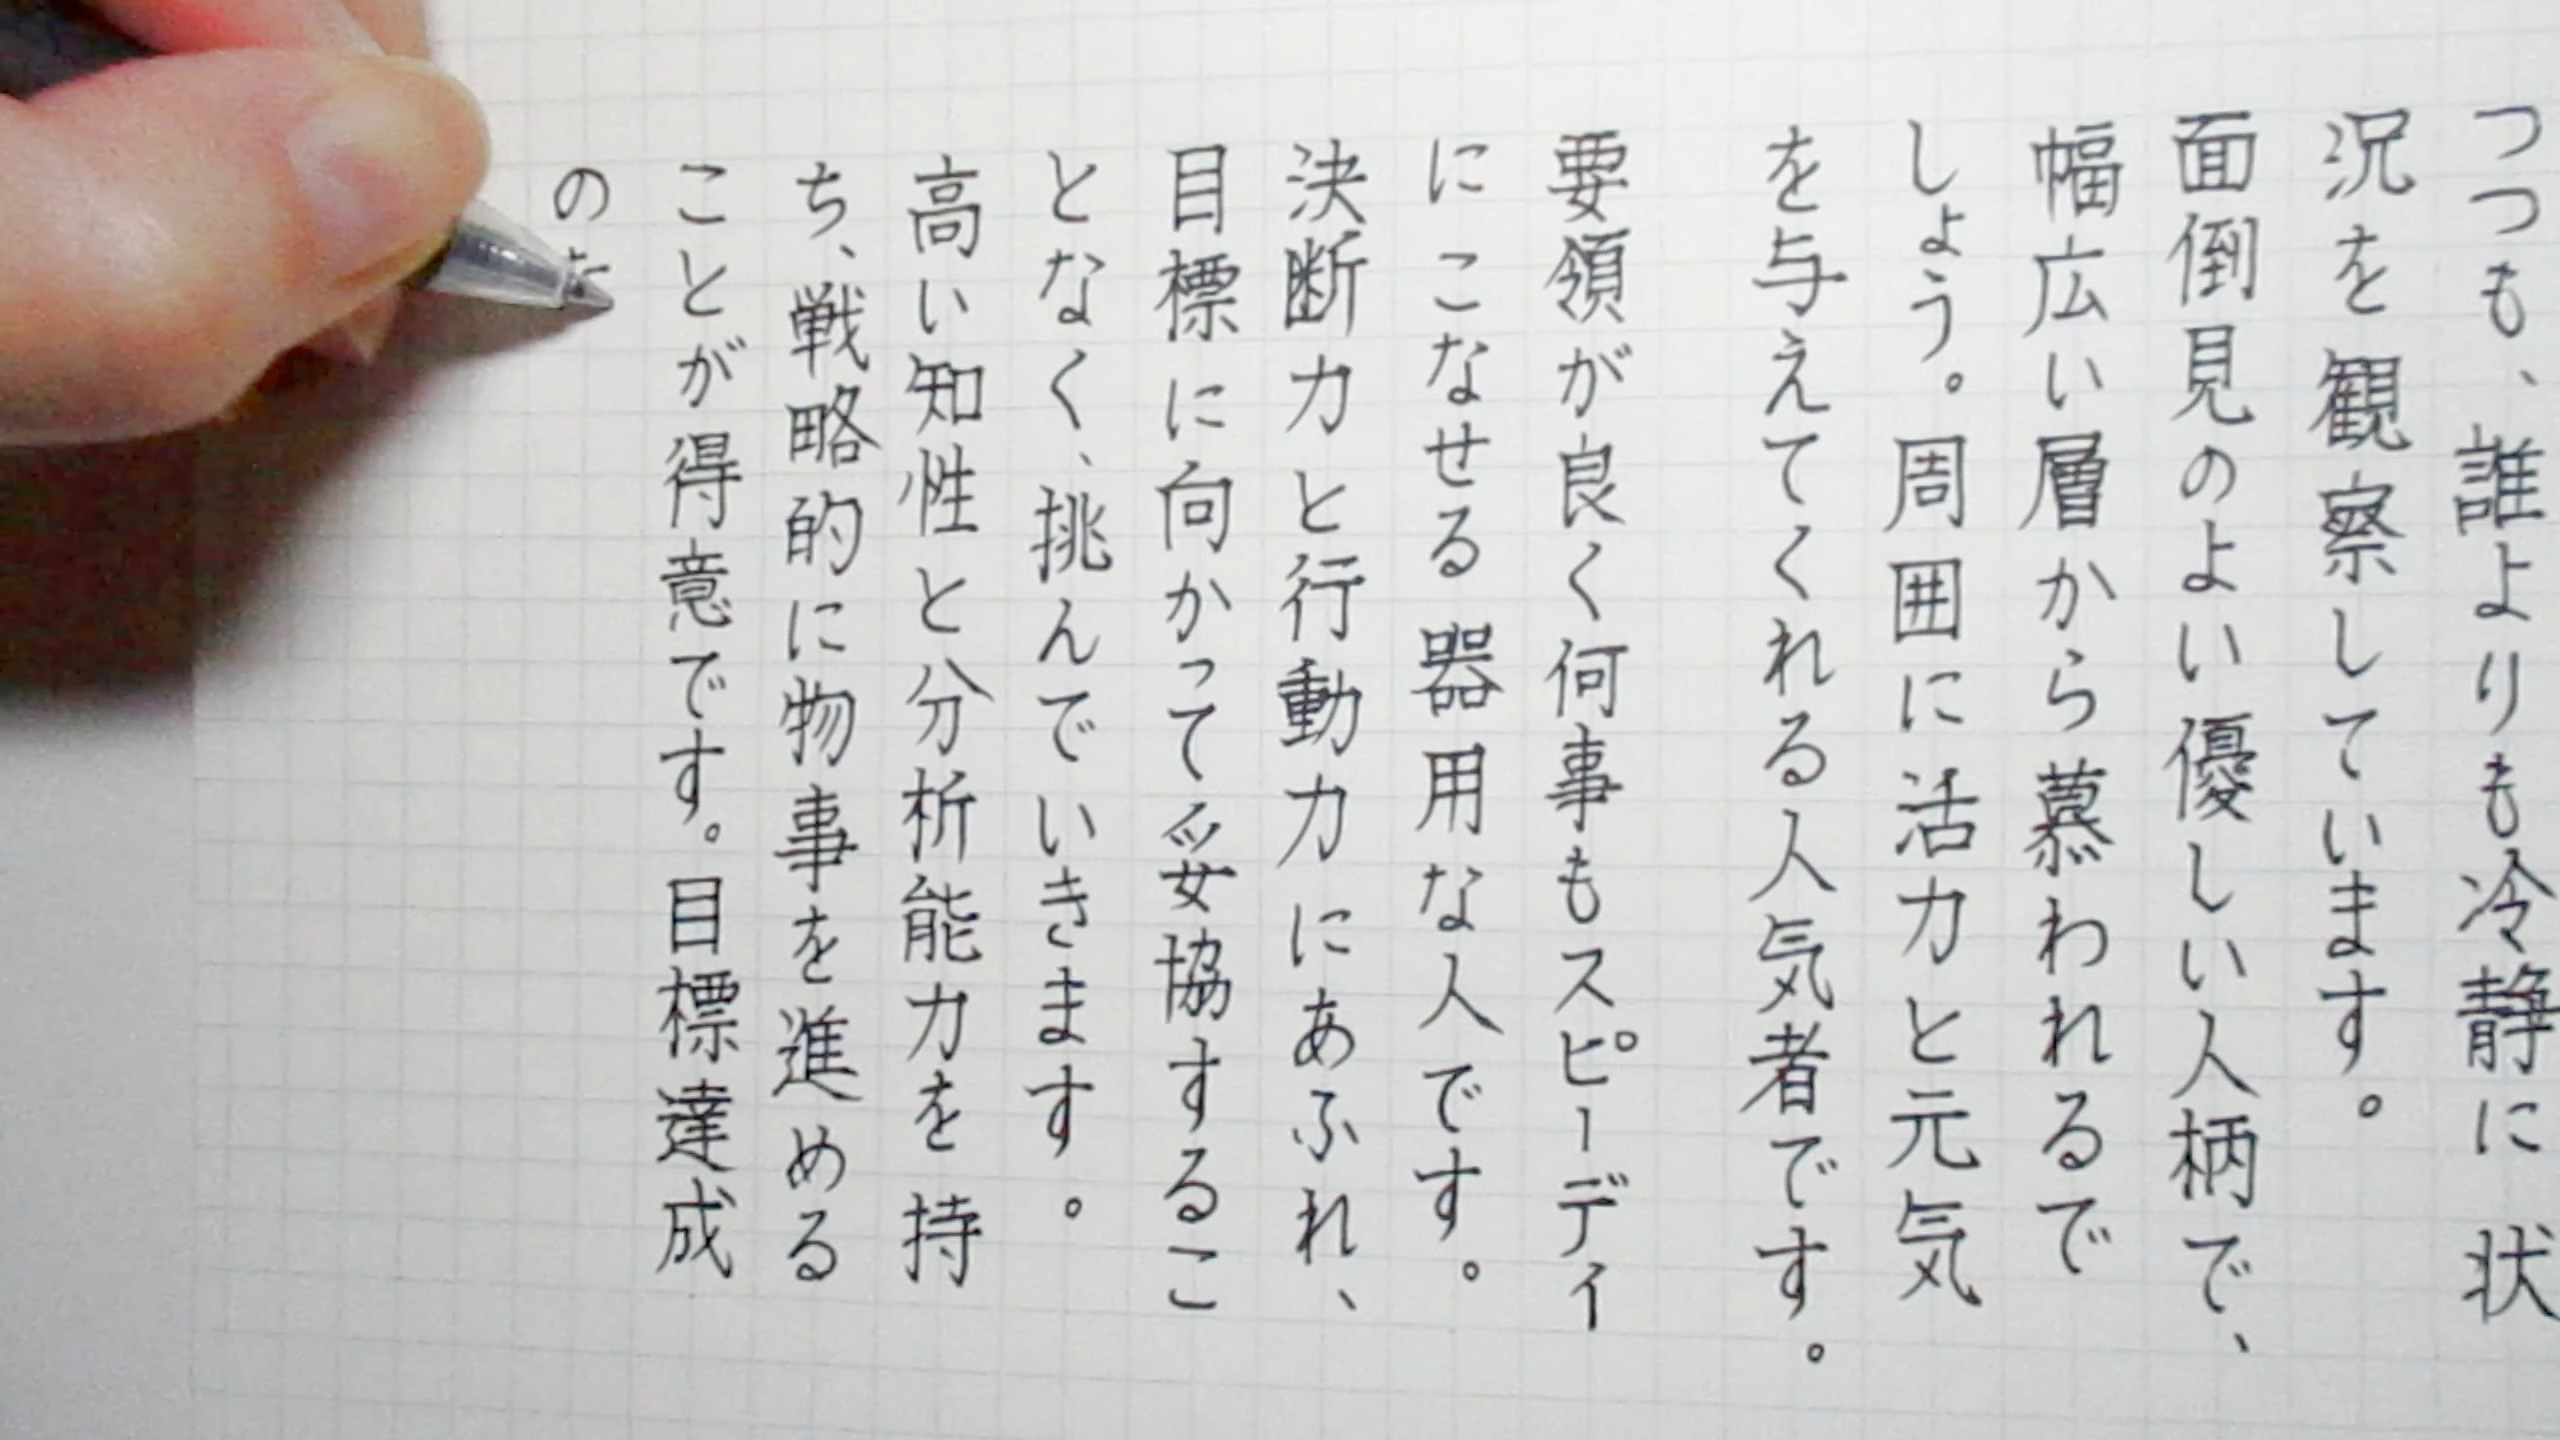 つつも、誰よりも冷静に状
況を観察しています。
面倒見のよい優しい人柄で、
幅広い層から慕われるで
しょう。周囲に活力と元気
を与えてくれる人気者です。
要領が良く何事もスピーディ
にこなせる器用な人です。
決断力と行動力にあふれ、
目標に向かって妥協するこ
となく、挑んでいきます。
高い知性と分析能力を持
ち、戦略的に物事を進める
ことが得意です。目標達成
の